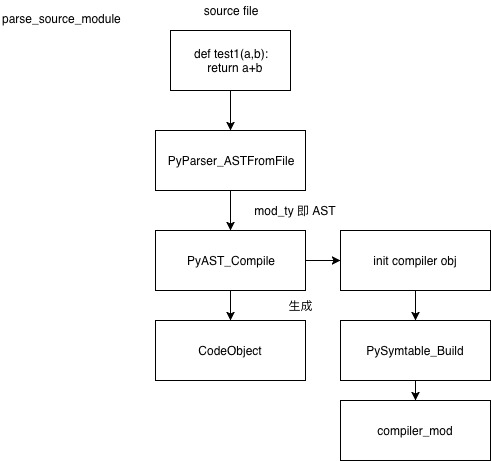 source file
parse_source_module
def test1(a,b):
return a+b
PyParser_ASTFromFile
mod_ty 即 AST
PyAST_Compile
init compiler obj
生成
CodeObject
PySymtable_Build
compiler_mod